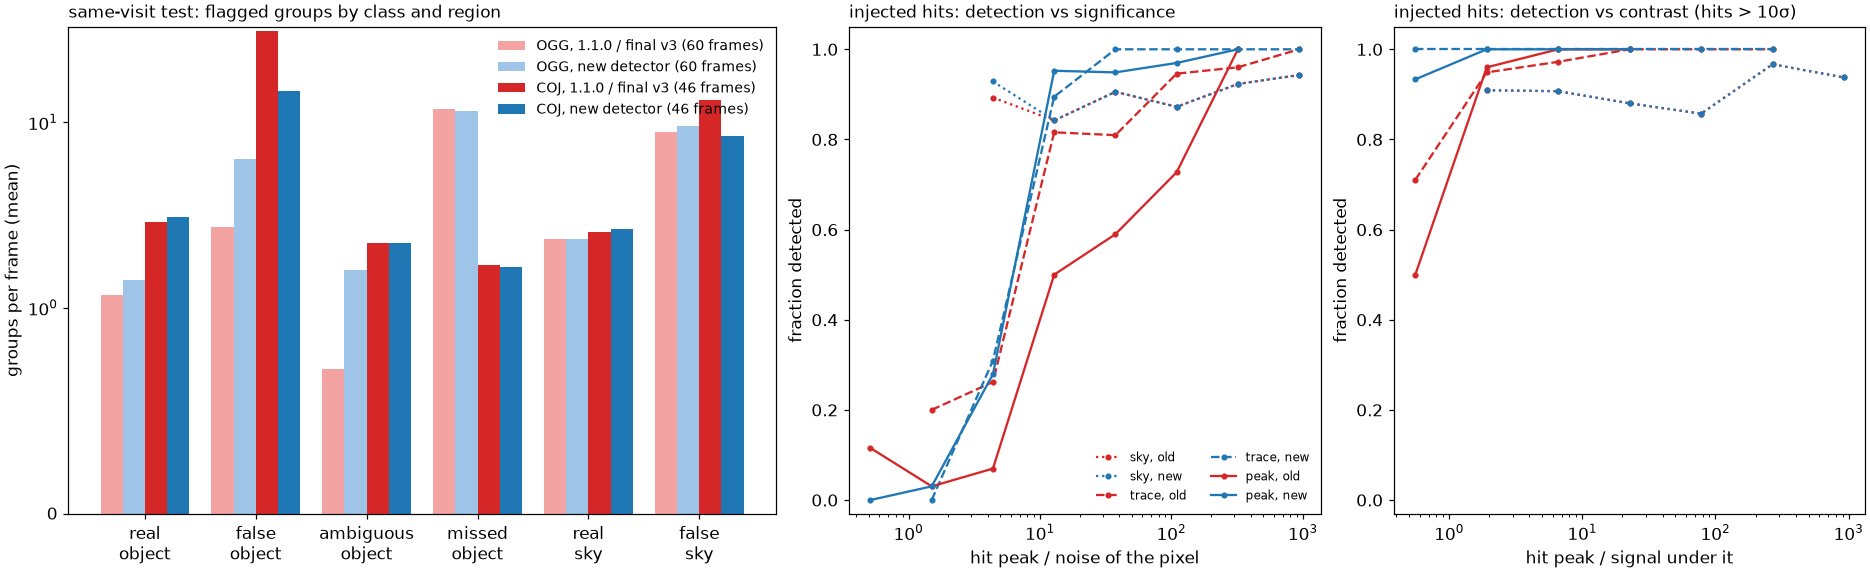 same-visit test: flagged groups by class and region
groups per frame (mean)
10¹
10⁰
0
OGG, 1.1.0 / final v3 (60 frames)
OGG, new detector (60 frames)
COJ, 1.1.0 / final v3 (46 frames)
COJ, new detector (46 frames)
real
object
false
object
ambiguous
object
missed
object
real
sky
false
sky
injected hits: detection vs significance
fraction detected
1.0
0.8
0.6
0.4
0.2
0.0
sky, old
sky, new
trace, old
trace, new
peak, old
peak, new
10⁰
10¹
10²
10³
hit peak / noise of the pixel
injected hits: detection vs contrast (hits > 10σ)
fraction detected
1.0
0.8
0.6
0.4
0.2
0.0
10⁰
10¹
10²
10³
hit peak / signal under it